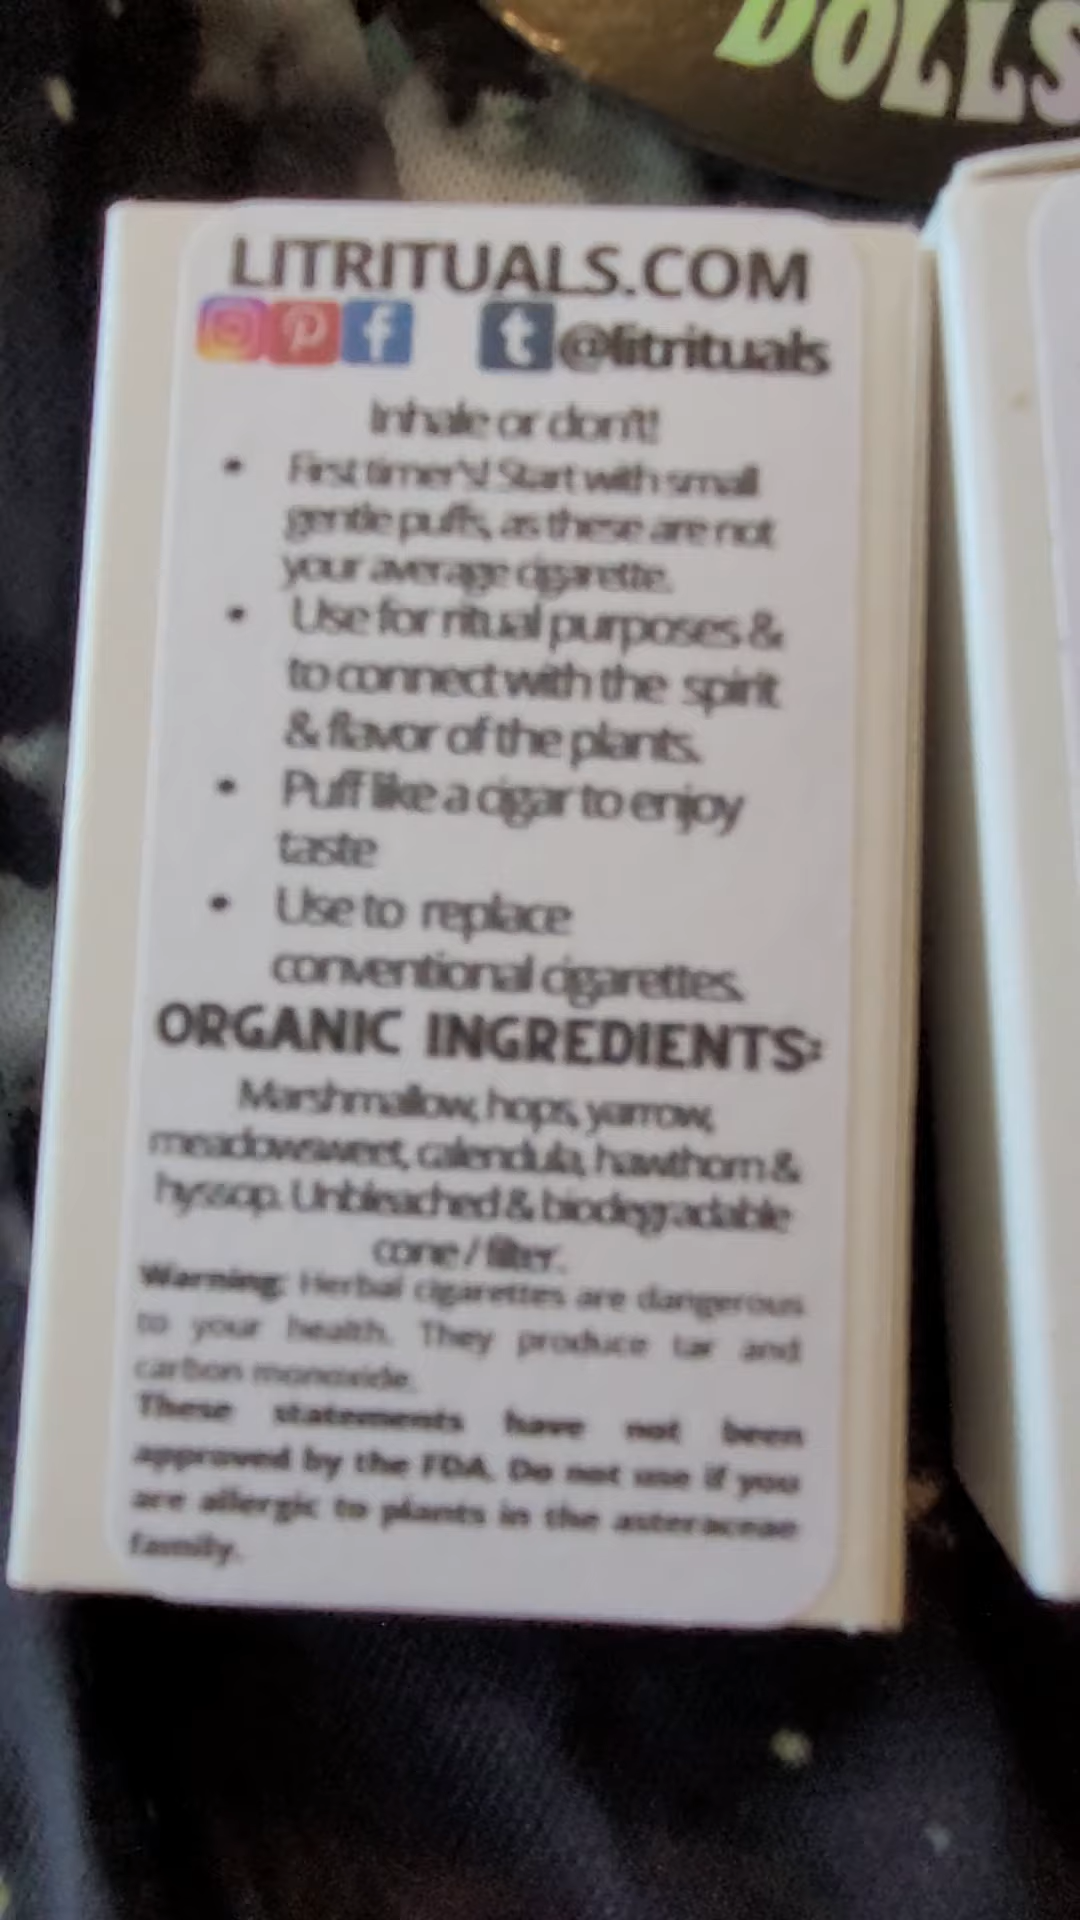 DOLLS
LITRITUALS.COM
@litrituals
Inhale or don't!
• First timer's! Start with small
gentle puffs, as these are not
your average cigarette.
• Use for ritual purposes &
to connect with the spirit
& flavor of the plants.
• Puff like a cigar to enjoy
taste
• Use to replace
conventional cigarettes.
ORGANIC INGREDIENTS:
Marshmallow, hops, yarrow,
meadowsweet, calendula, hawthorn &
hyssop. Unbleached & biodegradable
cone / filter.
Warning: Herbal cigarettes are dangerous
to your health. They produce tar and
carbon monoxide.
These statements have not been
approved by the FDA. Do not use if you
are allergic to plants in the asteraceae
family.